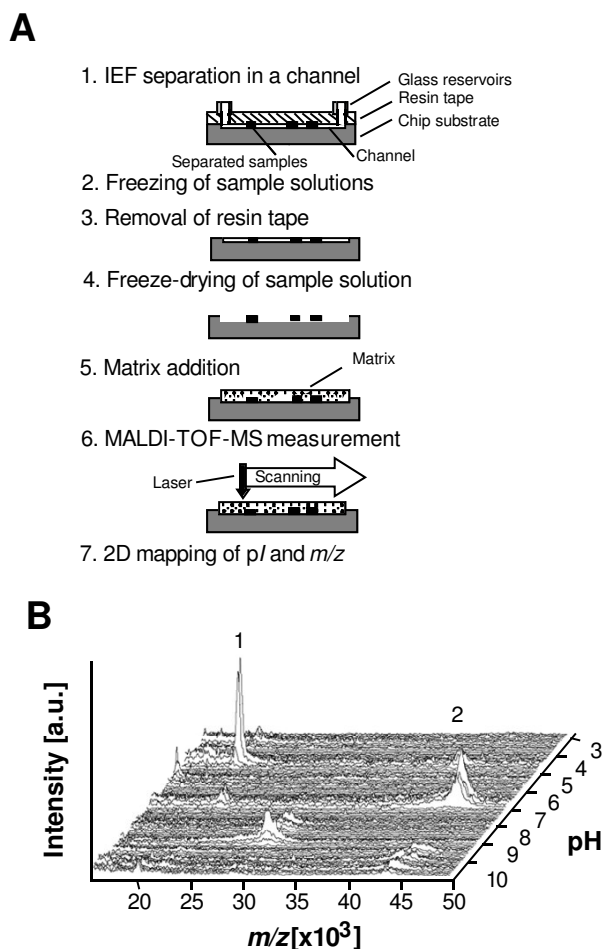 A
1. IEF separation in a channel
Glass reservoirs
Resin tape
Chip substrate
Separated samples
Channel
2. Freezing of sample solutions
3. Removal of resin tape
4. Freeze-drying of sample solution
5. Matrix addition
Matrix
6. MALDI-TOF-MS measurement
Laser
Scanning
7. 2D mapping of pI and m/z
B
1
2
Intensity [a.u.]
3
4
5
6
7
8
9
10
pH
20 25 30 35 40 45 50
m/z[x10³]